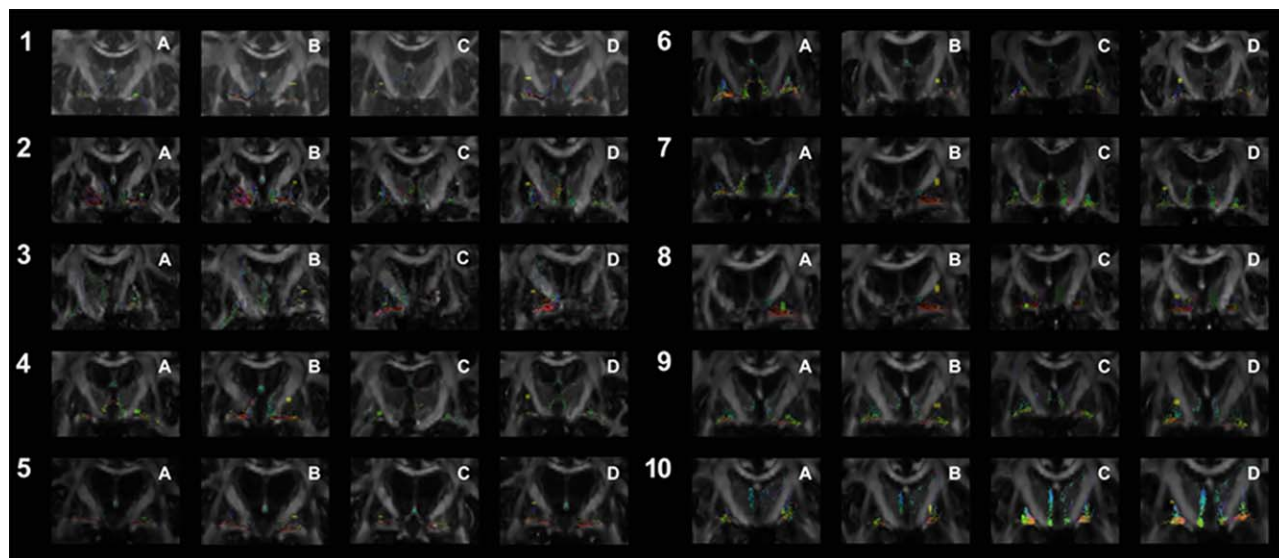 1 A B C D 6 A B C D
2 A B C D 7 A B C D
3 A B C D 8 A B C D
4 A B C D 9 A B C D
5 A B C D 10 A B C D